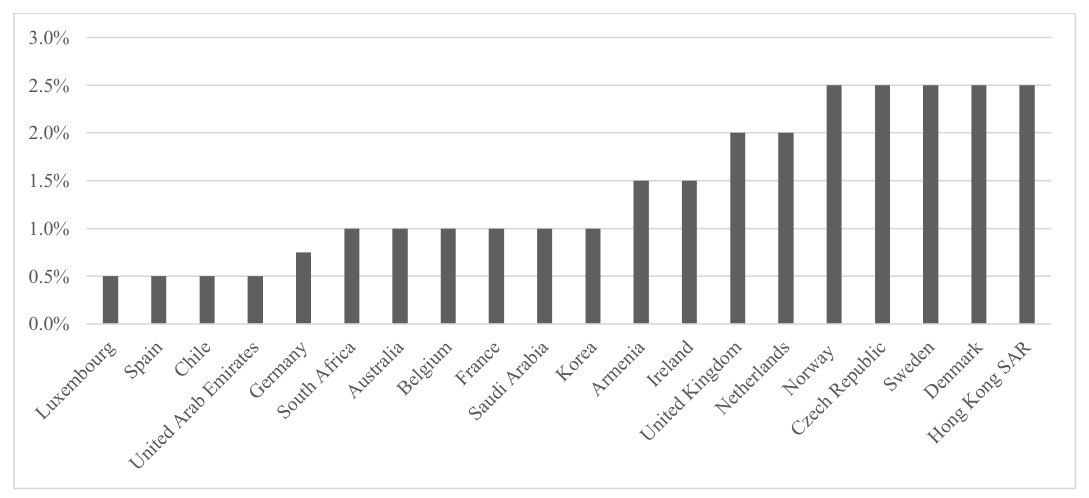 3.0%
2.5%
2.0%
1.5%
1.0%
0.5%
0.0%
Luxembourg
Spain
Chile
United Arab Emirates
Germany
South Africa
Australia
Belgium
France
Saudi Arabia
Korea
Armenia
Ireland
United Kingdom
Netherlands
Norway
Czech Republic
Sweden
Denmark
Hong Kong SAR